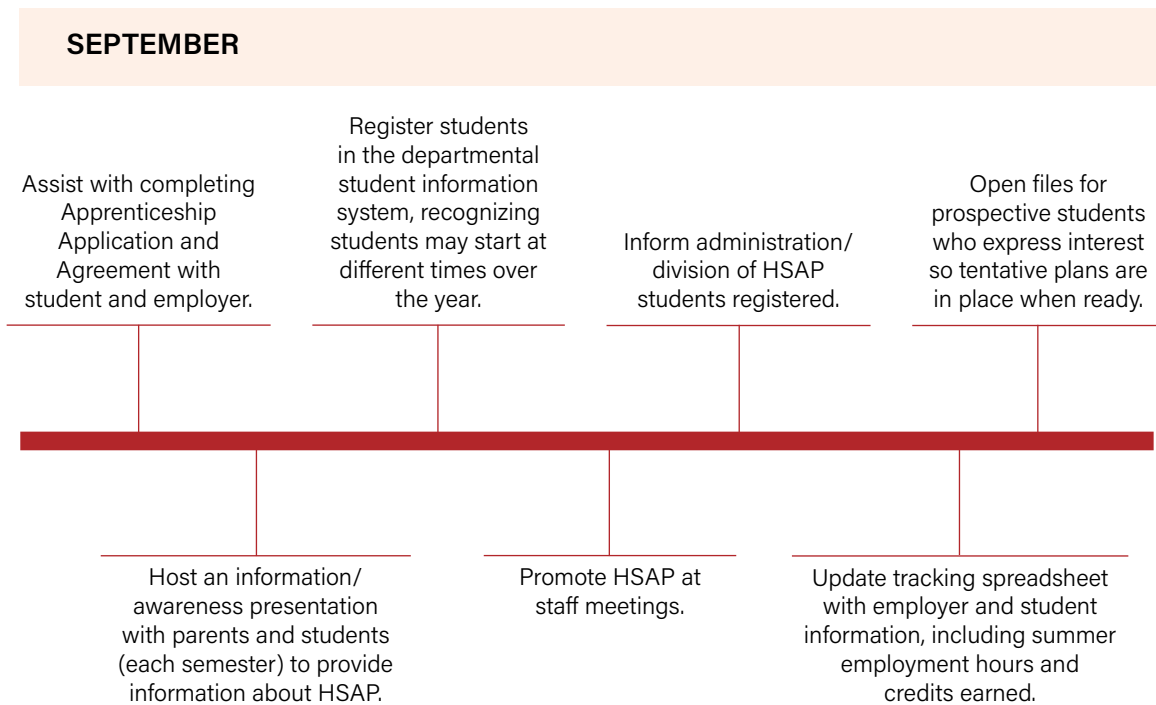 SEPTEMBER
Assist with completing
Apprenticeship
Application and
Agreement with
student and employer.
Register students
in the departmental
student information
system, recognizing
students may start at
different times over
the year.
Inform administration/
division of HSAP
students registered.
Open files for
prospective students
who express interest
so tentative plans are
in place when ready.
Host an information/
awareness presentation
with parents and students
(each semester) to provide
information about HSAP.
Promote HSAP at
staff meetings.
Update tracking spreadsheet
with employer and student
information, including summer
employment hours and
credits earned.